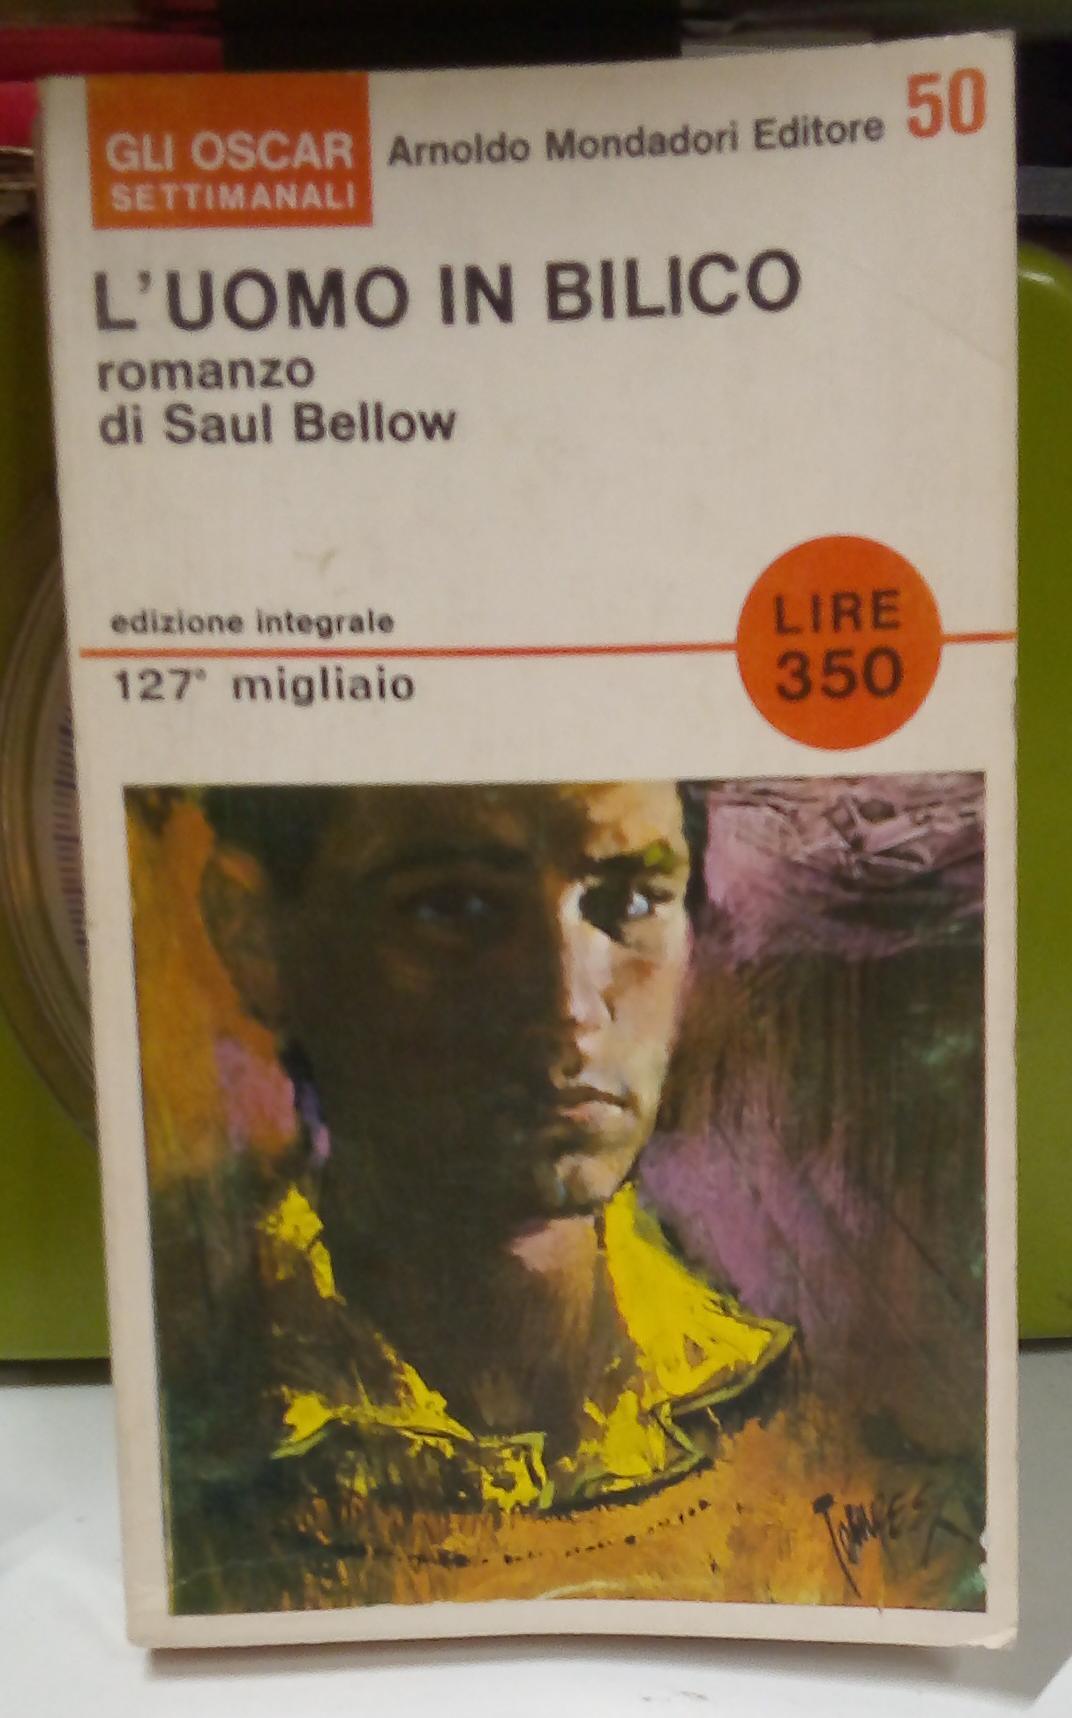 GLI OSCAR
SETTIMANALI
Arnoldo Mondadori Editore
50
L'UOMO IN BILICO
romanzo
di Saul Bellow
edizione integrale
127° migliaio
LIRE
350